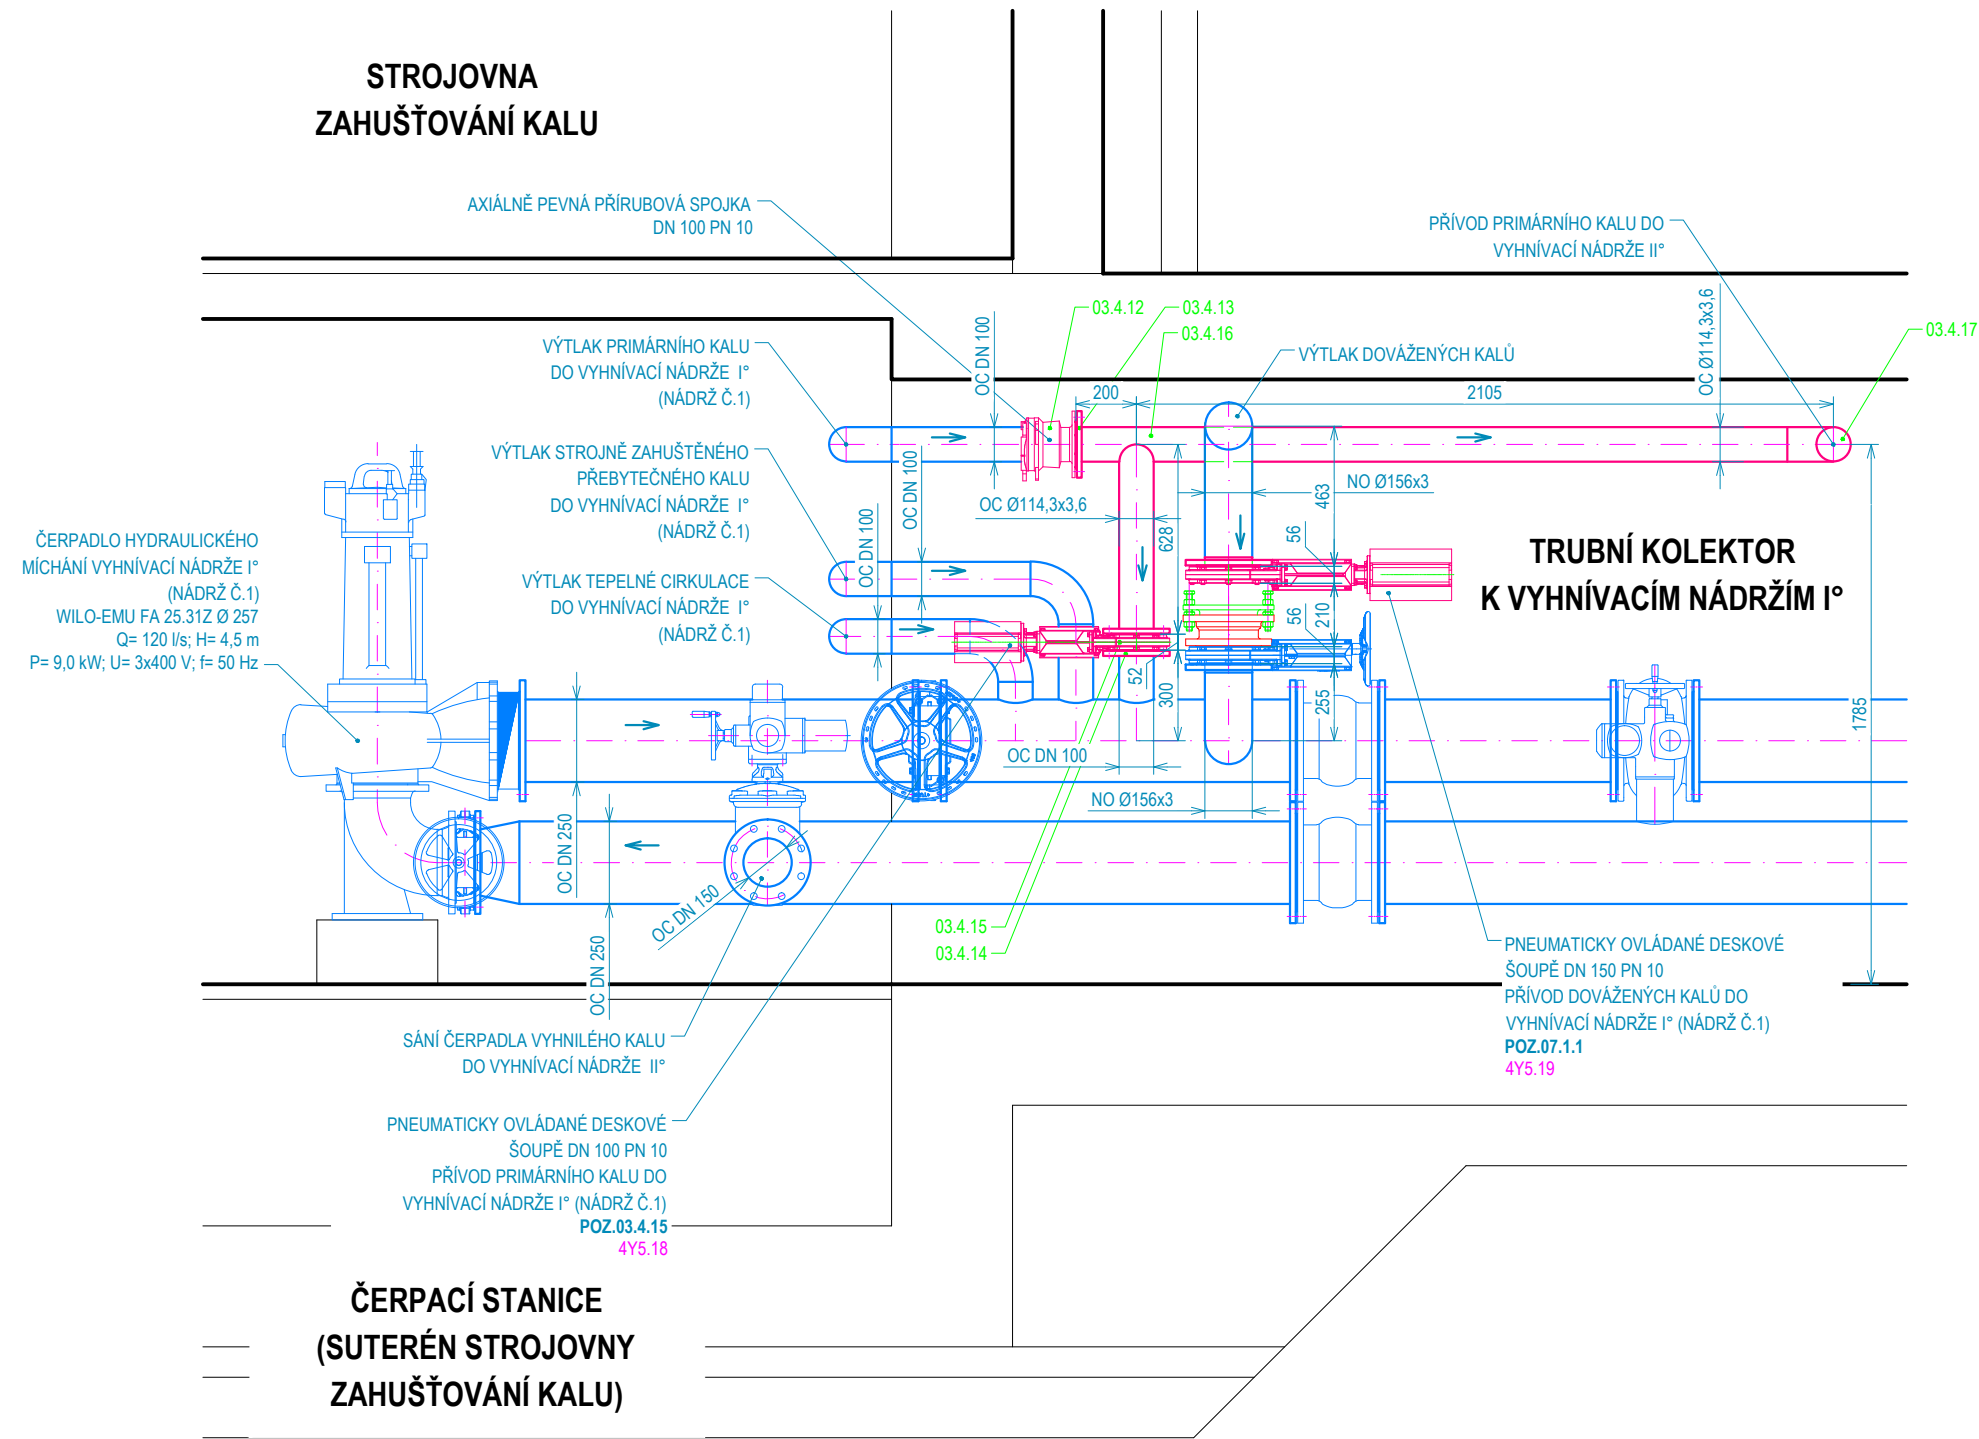 STROJOVNA
ZAHUŠŤOVÁNÍ KALU
AXIÁLNĚ PEVNÁ PŘÍRUBOVÁ SPOJKA
DN 100 PN 10
PŘÍVOD PRIMÁRNÍHO KALU DO
VYHNÍVACÍ NÁDRŽE II°
03.4.12
03.4.13
03.4.16
03.4.17
VÝTLAK PRIMÁRNÍHO KALU
DO VYHNÍVACÍ NÁDRŽE I°
(NÁDRŽ Č.1)
OC DN 100
VÝTLAK DOVÁŽENÝCH KALŮ
OC Ø114,3x3,6
200
2105
VÝTLAK STROJNĚ ZAHUŠTĚNÉHO
PŘEBYTEČNÉHO KALU
DO VYHNÍVACÍ NÁDRŽE I°
(NÁDRŽ Č.1)
OC DN 100
OC DN 100
OC Ø114,3x3,6
628
NO Ø156x3
463
56
210
56
255
52
300
1785
TRUBNÍ KOLEKTOR
K VYHNÍVACÍM NÁDRŽÍM I°
ČERPADLO HYDRAULICKÉHO
MÍCHÁNÍ VYHNÍVACÍ NÁDRŽE I°
(NÁDRŽ Č.1)
WILO-EMU FA 25.31Z Ø 257
Q= 120 l/s; H= 4,5 m
P= 9,0 kW; U= 3x400 V; f= 50 Hz
VÝTLAK TEPELNÉ CIRKULACE
DO VYHNÍVACÍ NÁDRŽE I°
(NÁDRŽ Č.1)
OC DN 100
NO Ø156x3
OC DN 250
OC DN 250
OC DN 150
03.4.15
03.4.14
PNEUMATICKY OVLÁDANÉ DESKOVÉ
ŠOUPĚ DN 150 PN 10
PŘÍVOD DOVÁŽENÝCH KALŮ DO
VYHNÍVACÍ NÁDRŽE I° (NÁDRŽ Č.1)
POZ.07.1.1
4Y5.19
SÁNÍ ČERPADLA VYHNILÉHO KALU
DO VYHNÍVACÍ NÁDRŽE II°
PNEUMATICKY OVLÁDANÉ DESKOVÉ
ŠOUPĚ DN 100 PN 10
PŘÍVOD PRIMÁRNÍHO KALU DO
VYHNÍVACÍ NÁDRŽE I° (NÁDRŽ Č.1)
POZ.03.4.15
4Y5.18
ČERPACÍ STANICE
(SUTERÉN STROJOVNY
ZAHUŠŤOVÁNÍ KALU)